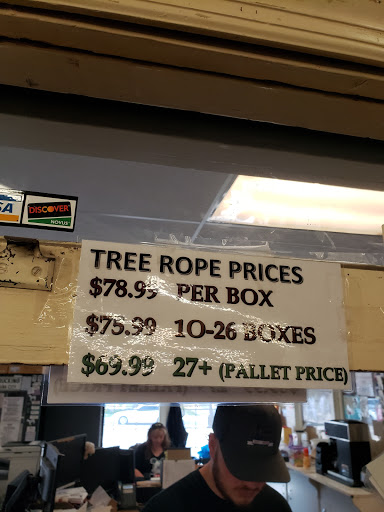 VISA
DISCOVER
NOVUS
TREE ROPE PRICES
$78.99 PER BOX
$75.99 10-26 BOXES
$69.99 27+ (PALLET PRICE)